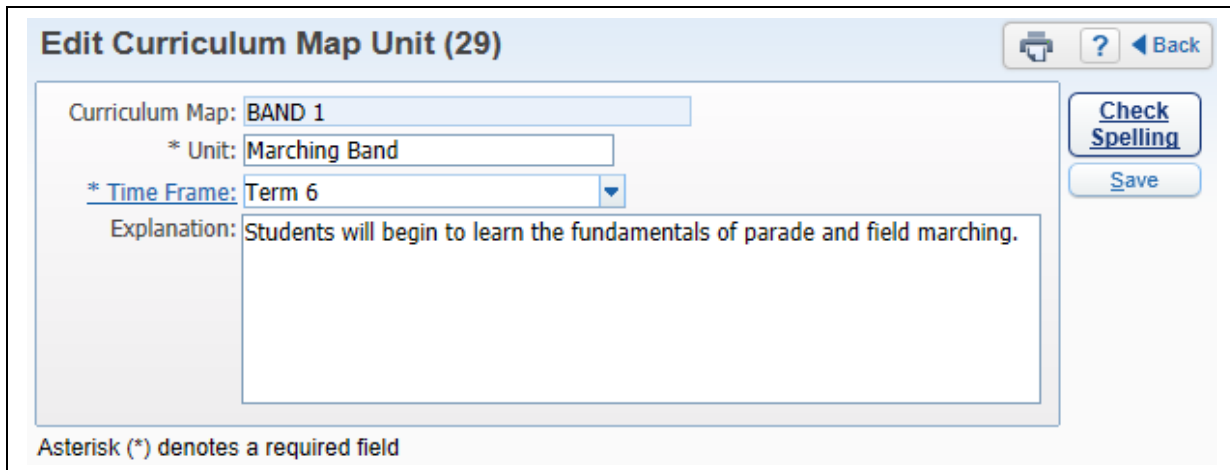 Edit Curriculum Map Unit (29)
? Back
Curriculum Map: BAND 1
* Unit: Marching Band
* Time Frame: Term 6
Explanation: Students will begin to learn the fundamentals of parade and field marching.
Check
Spelling
Save
Asterisk (*) denotes a required field